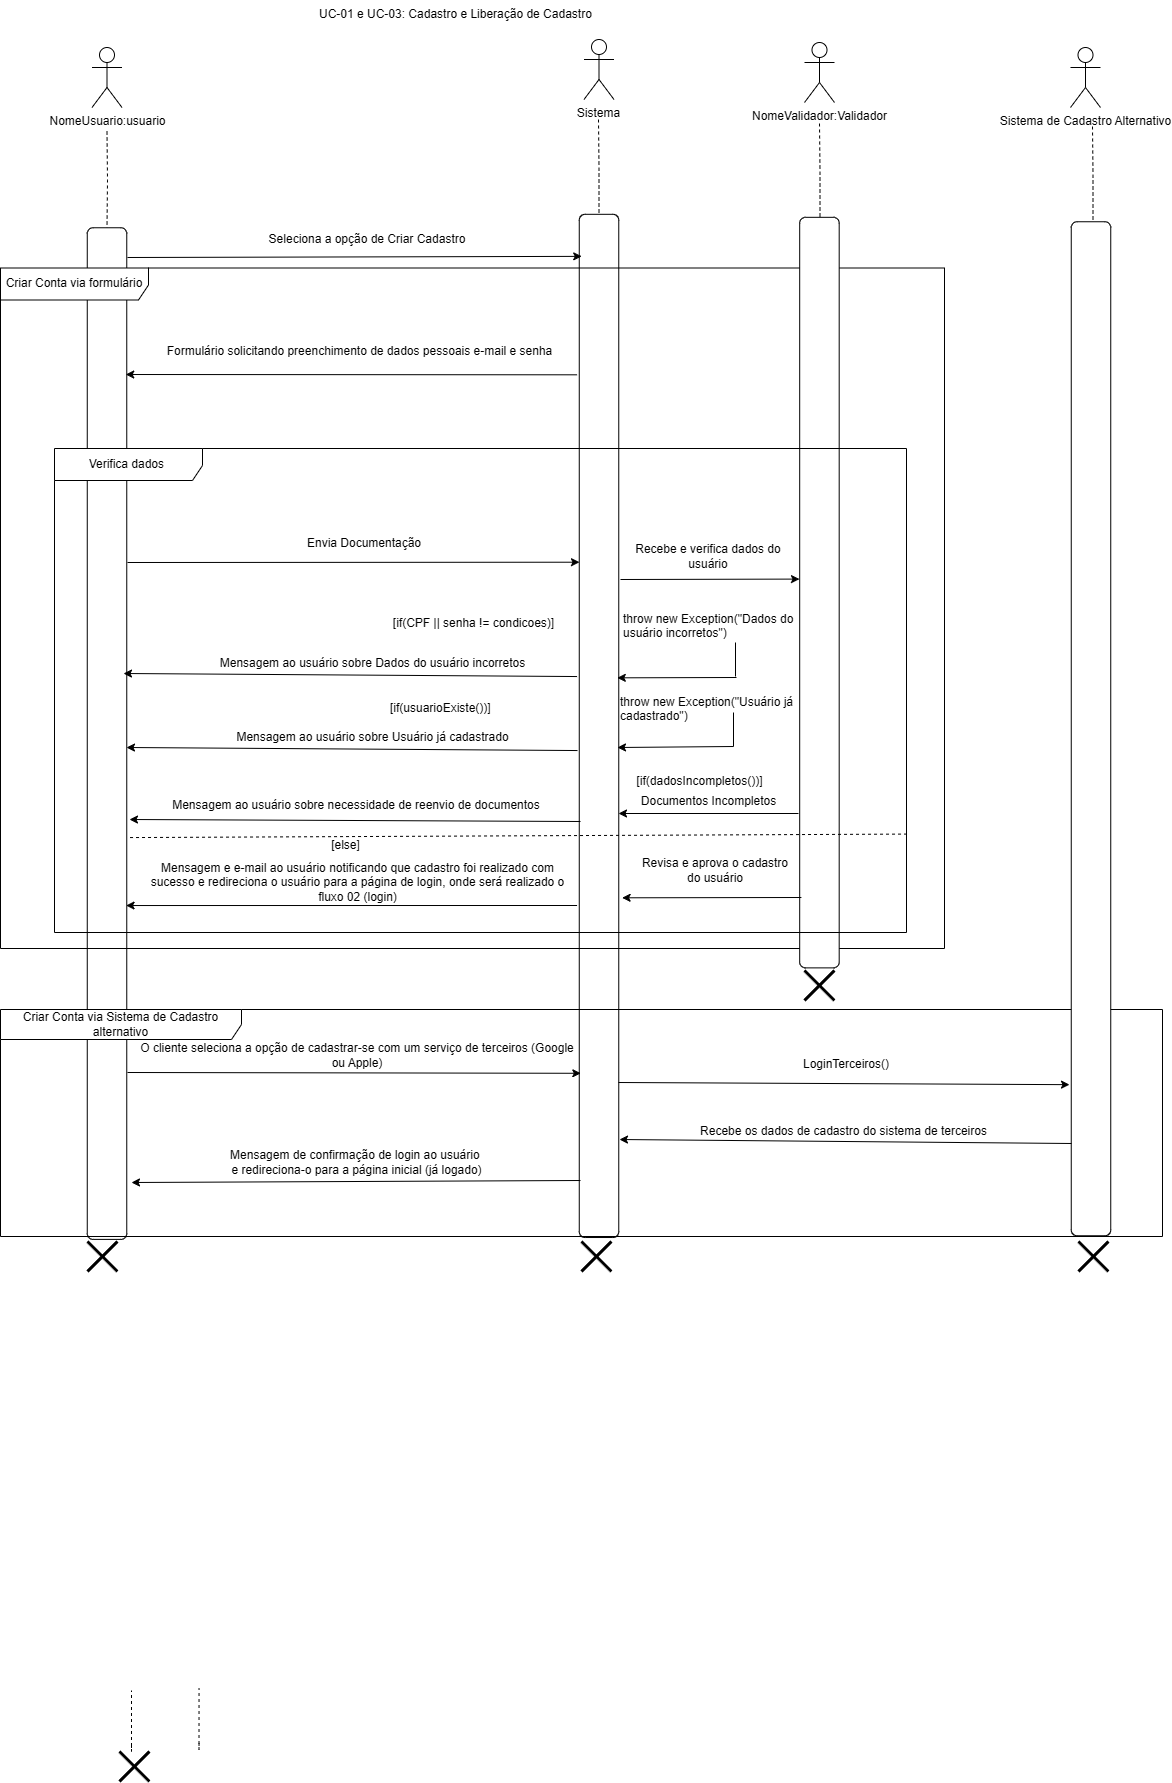 UC-01 e UC-03: Cadastro e Liberação de Cadastro
NomeUsuario:usuario
Sistema
NomeValidador:Validador
Sistema de Cadastro Alternativo
Seleciona a opção de Criar Cadastro
Criar Conta via formulário
Formulário solicitando preenchimento de dados pessoais e-mail e senha
Verifica dados
Envia Documentação
Recebe e verifica dados do
usuário
[if(CPF || senha != condicoes)]
throw new Exception("Dados do
usuário incorretos")
Mensagem ao usuário sobre Dados do usuário incorretos
[if(usuarioExiste())]
throw new Exception("Usuário já
cadastrado")
Mensagem ao usuário sobre Usuário já cadastrado
[if(dadosIncompletos())]
Documentos Incompletos
Mensagem ao usuário sobre necessidade de reenvio de documentos
[else]
Mensagem e e-mail ao usuário notificando que cadastro foi realizado com
sucesso e redireciona o usuário para a página de login, onde será realizado o
fluxo 02 (login)
Revisa e aprova o cadastro
do usuário
Criar Conta via Sistema de Cadastro
alternativo
O cliente seleciona a opção de cadastrar-se com um serviço de terceiros (Google
ou Apple)
LoginTerceiros()
Recebe os dados de cadastro do sistema de terceiros
Mensagem de confirmação de login ao usuário
e redireciona-o para a página inicial (já logado)